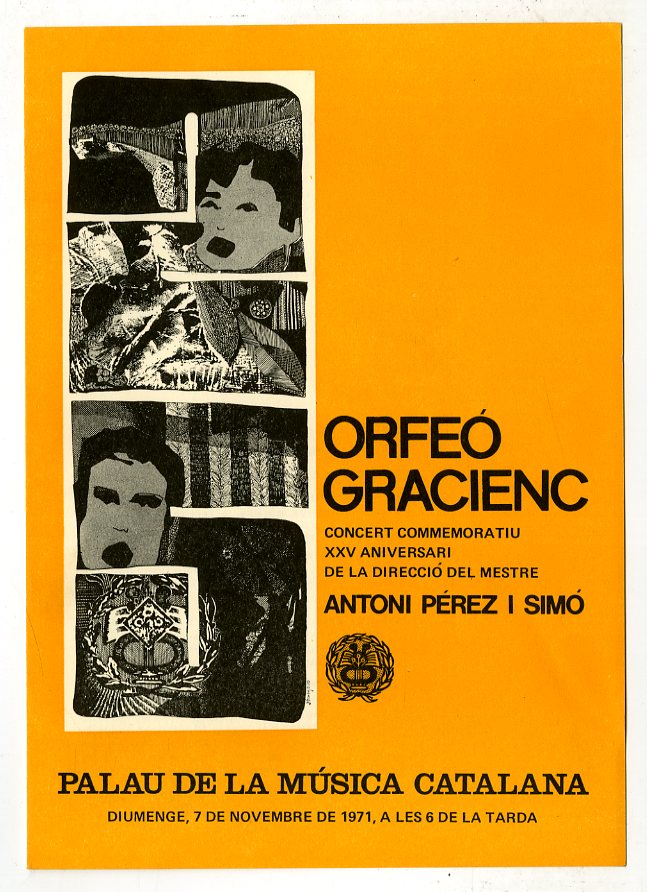 ORFEÓ
GRACIENC
CONCERT COMMEMORATIU
XXV ANIVERSARI
DE LA DIRECCIÓ DEL MESTRE
ANTONI PÉREZ I SIMÓ
PALAU DE LA MÚSICA CATALANA
DIUMENGE, 7 DE NOVEMBRE DE 1971, A LES 6 DE LA TARDA